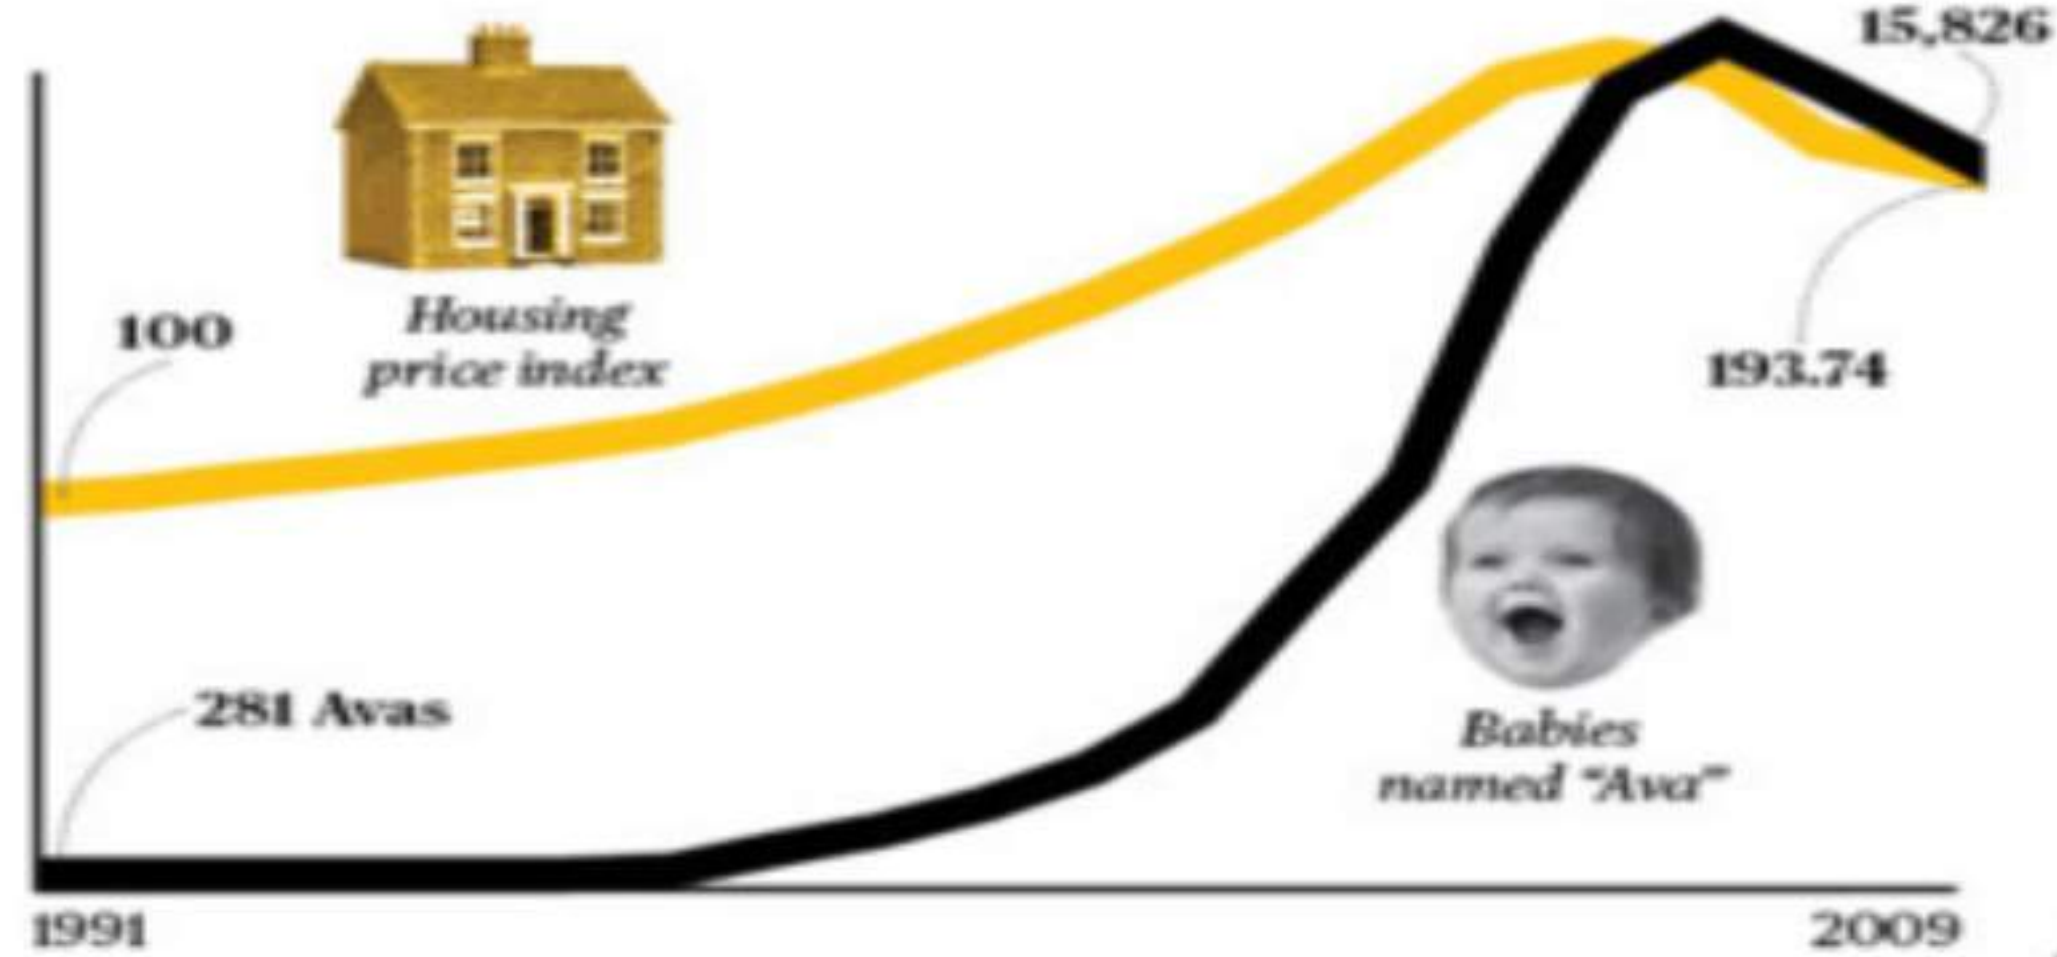 15,826
100
Housing
price index
193.74
281 Avas
Babies
named “Ava”
1991
2009